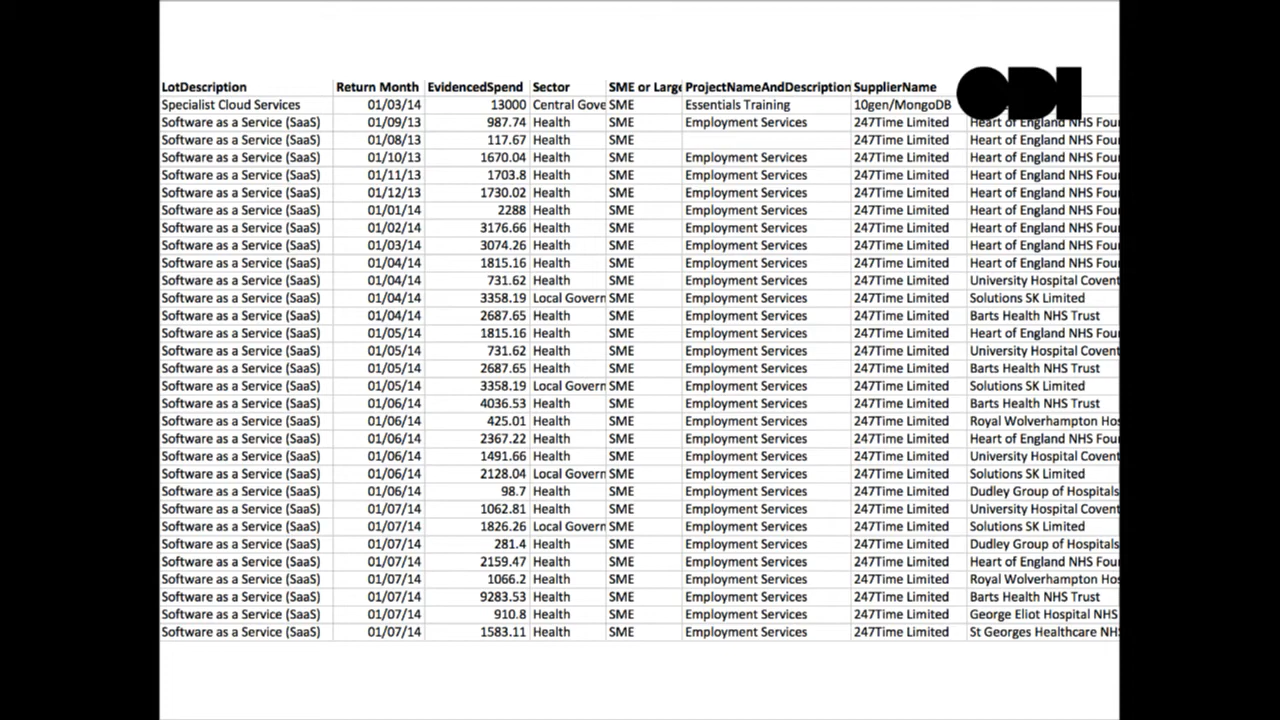 LotDescription Return Month EvidencedSpend Sector SME or Large ProjectNameAndDescription SupplierName ODI
Specialist Cloud Services 01/03/14 13000 Central Gove SME Essentials Training 10gen/MongoDB
Software as a Service (SaaS) 01/09/13 987.74 Health SME Employment Services 247Time Limited Heart of England NHS Four
Software as a Service (SaaS) 01/08/13 117.67 Health SME 247Time Limited Heart of England NHS Four
Software as a Service (SaaS) 01/10/13 1670.04 Health SME Employment Services 247Time Limited Heart of England NHS Four
Software as a Service (SaaS) 01/11/13 1703.8 Health SME Employment Services 247Time Limited Heart of England NHS Four
Software as a Service (SaaS) 01/12/13 1730.02 Health SME Employment Services 247Time Limited Heart of England NHS Four
Software as a Service (SaaS) 01/01/14 2288 Health SME Employment Services 247Time Limited Heart of England NHS Four
Software as a Service (SaaS) 01/02/14 3176.66 Health SME Employment Services 247Time Limited Heart of England NHS Four
Software as a Service (SaaS) 01/03/14 3074.26 Health SME Employment Services 247Time Limited Heart of England NHS Four
Software as a Service (SaaS) 01/04/14 1815.16 Health SME Employment Services 247Time Limited Heart of England NHS Four
Software as a Service (SaaS) 01/04/14 731.62 Health SME Employment Services 247Time Limited University Hospital Covent
Software as a Service (SaaS) 01/04/14 3358.19 Local Govern SME Employment Services 247Time Limited Solutions SK Limited
Software as a Service (SaaS) 01/04/14 2687.65 Health SME Employment Services 247Time Limited Barts Health NHS Trust
Software as a Service (SaaS) 01/05/14 1815.16 Health SME Employment Services 247Time Limited Heart of England NHS Four
Software as a Service (SaaS) 01/05/14 731.62 Health SME Employment Services 247Time Limited University Hospital Covent
Software as a Service (SaaS) 01/05/14 2687.65 Health SME Employment Services 247Time Limited Barts Health NHS Trust
Software as a Service (SaaS) 01/05/14 3358.19 Local Govern SME Employment Services 247Time Limited Solutions SK Limited
Software as a Service (SaaS) 01/06/14 4036.53 Health SME Employment Services 247Time Limited Barts Health NHS Trust
Software as a Service (SaaS) 01/06/14 425.01 Health SME Employment Services 247Time Limited Royal Wolverhampton Hos
Software as a Service (SaaS) 01/06/14 2367.22 Health SME Employment Services 247Time Limited Heart of England NHS Four
Software as a Service (SaaS) 01/06/14 1491.66 Health SME Employment Services 247Time Limited University Hospital Covent
Software as a Service (SaaS) 01/06/14 2128.04 Local Govern SME Employment Services 247Time Limited Solutions SK Limited
Software as a Service (SaaS) 01/06/14 98.7 Health SME Employment Services 247Time Limited Dudley Group of Hospitals
Software as a Service (SaaS) 01/07/14 1062.81 Health SME Employment Services 247Time Limited University Hospital Covent
Software as a Service (SaaS) 01/07/14 1826.26 Local Govern SME Employment Services 247Time Limited Solutions SK Limited
Software as a Service (SaaS) 01/07/14 281.4 Health SME Employment Services 247Time Limited Dudley Group of Hospitals
Software as a Service (SaaS) 01/07/14 2159.47 Health SME Employment Services 247Time Limited Heart of England NHS Four
Software as a Service (SaaS) 01/07/14 1066.2 Health SME Employment Services 247Time Limited Royal Wolverhampton Hos
Software as a Service (SaaS) 01/07/14 9283.53 Health SME Employment Services 247Time Limited Barts Health NHS Trust
Software as a Service (SaaS) 01/07/14 910.8 Health SME Employment Services 247Time Limited George Eliot Hospital NHS
Software as a Service (SaaS) 01/07/14 1583.11 Health SME Employment Services 247Time Limited St Georges Healthcare NHS